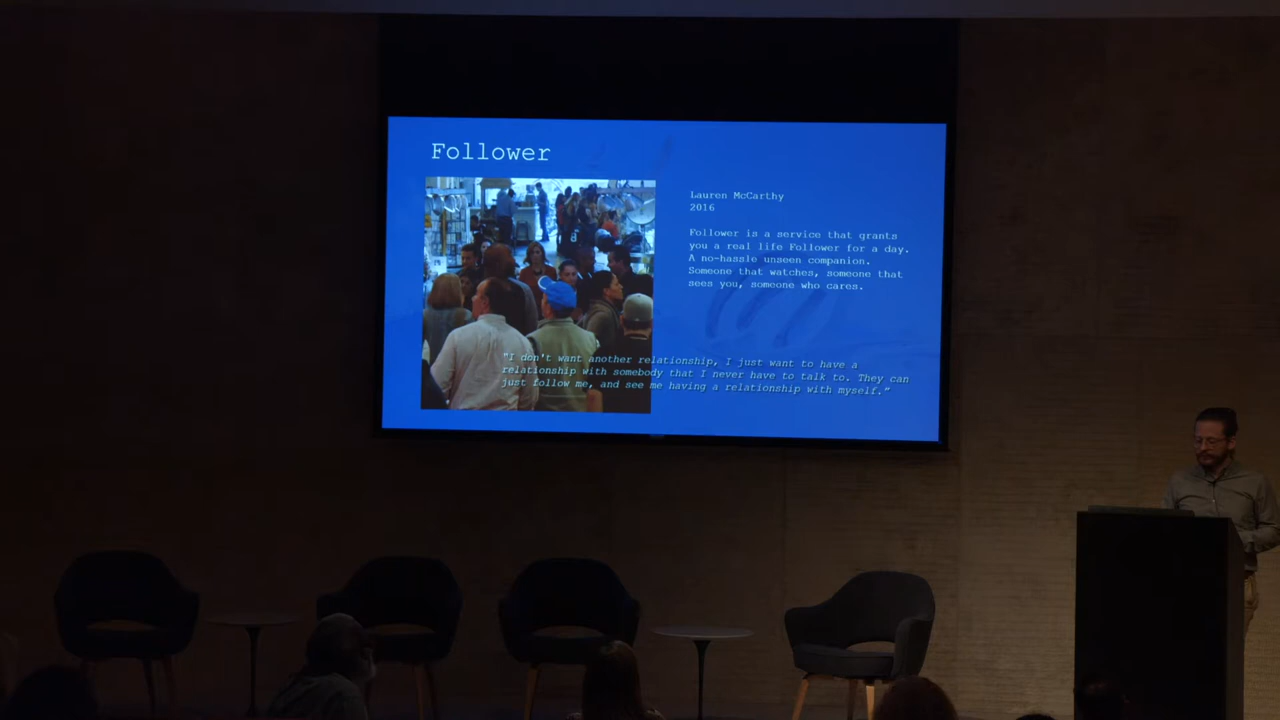 Follower
Lauren McCarthy
2016
Follower is a service that grants
you a real life Follower for a day.
A no-hassle unseen companion.
Someone that watches, someone that
sees you, someone who cares.
"I don't want another relationship, I just want to have a
relationship with somebody that I never have to talk to. They can
just follow me, and see me having a relationship with myself."